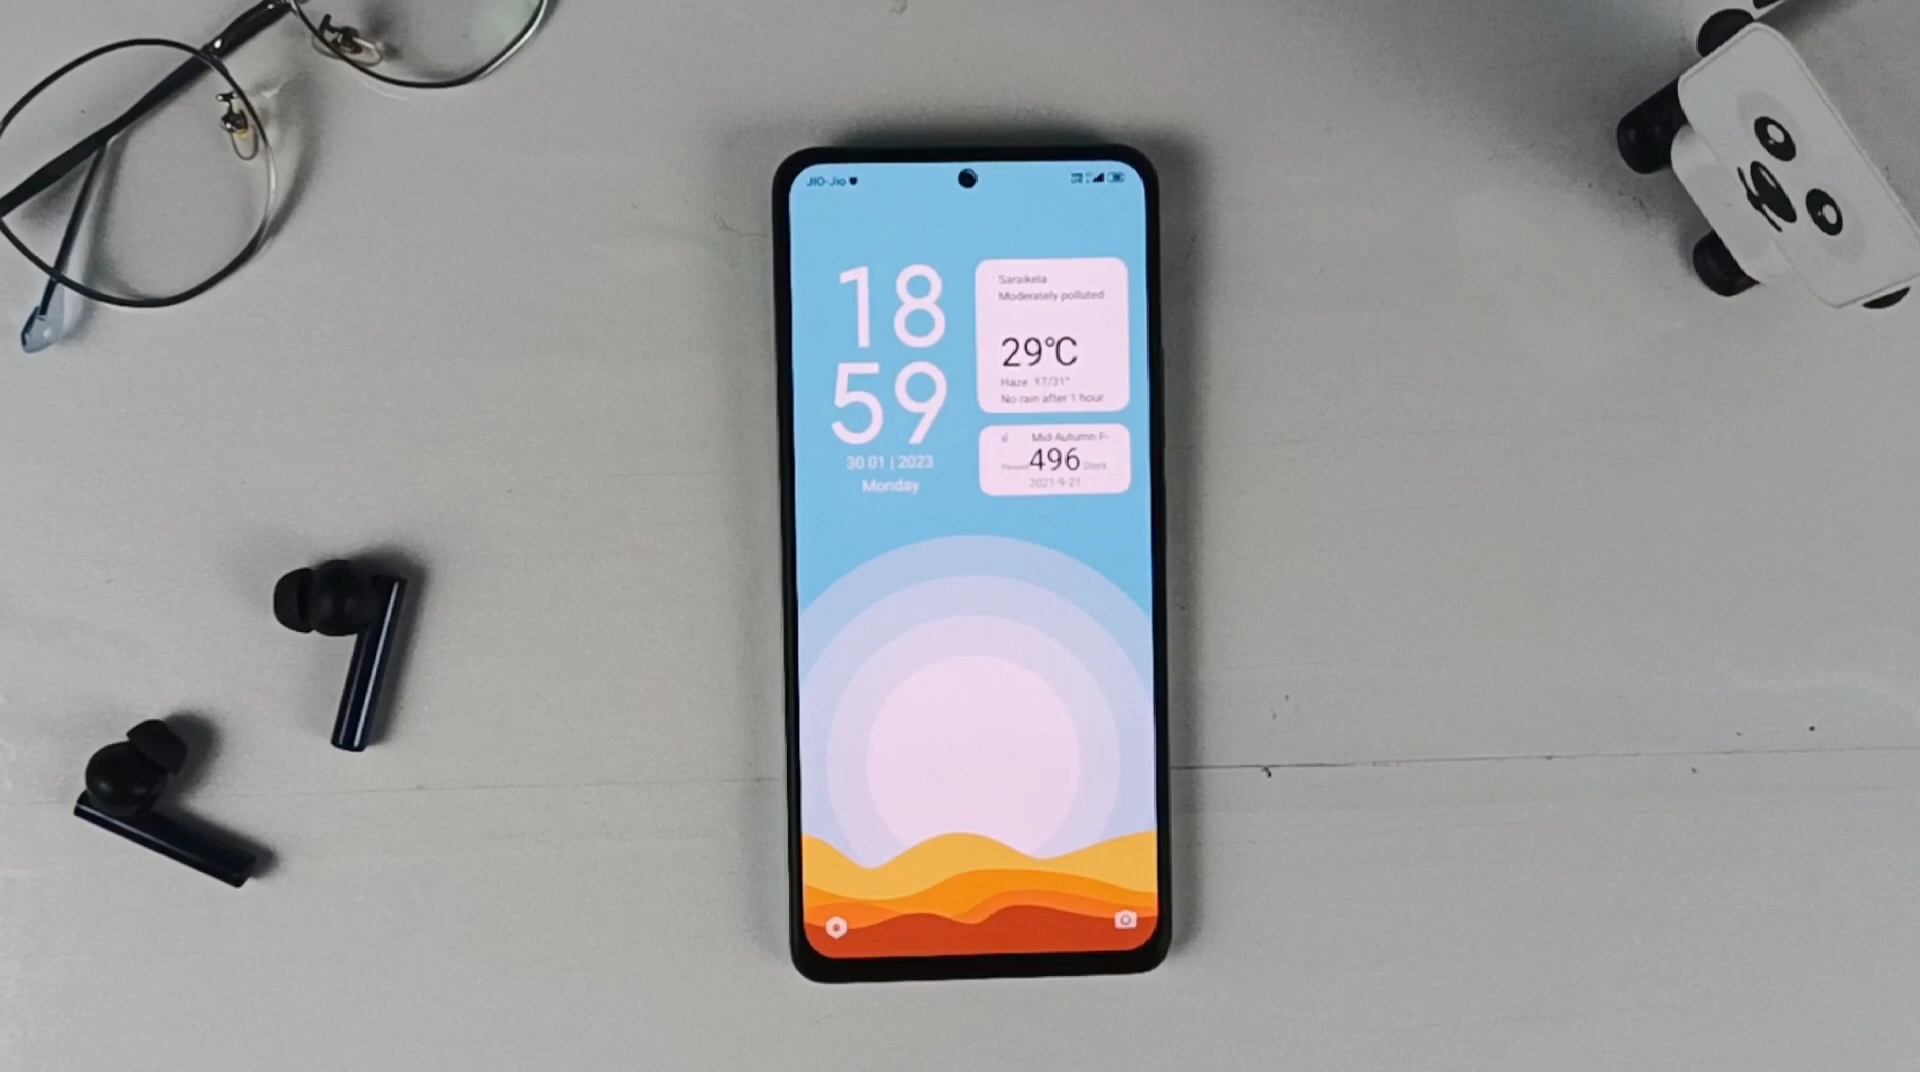 JIO-Jio
18
59
30 01 | 2023
Monday
Saraikela
Moderately polluted
29°C
Haze 17/31°
No rain after 1 hour
Mid-Autumn F-
496 Days
2021-9-21